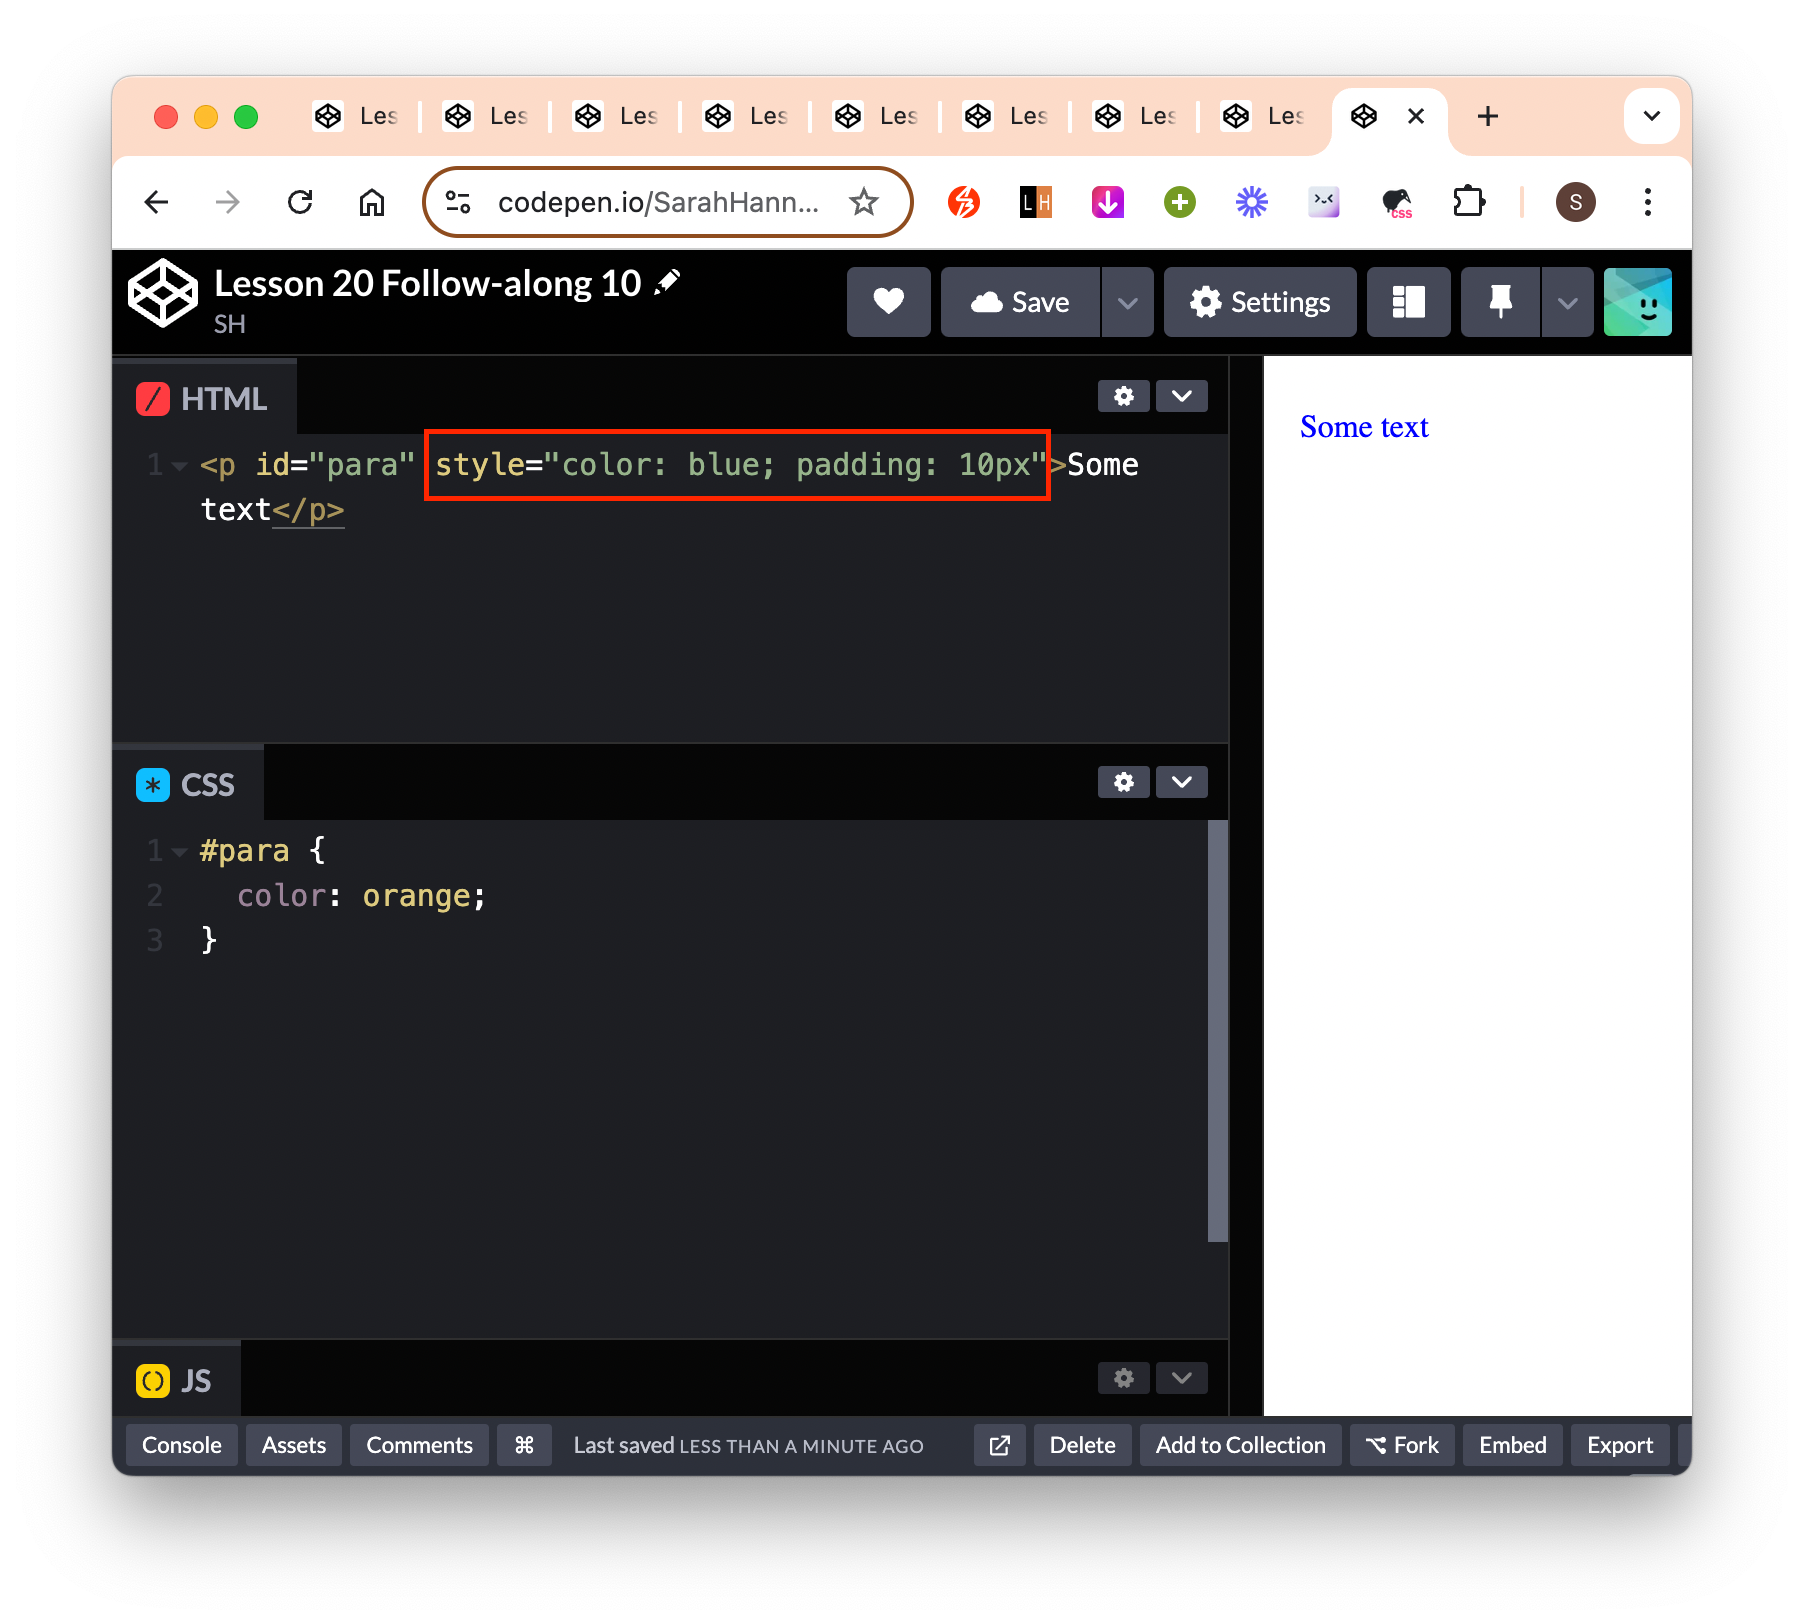 Les Les Les Les Les Les Les Les
codepen.io/SarahHann...
LH
css
S
Lesson 20 Follow-along 10
SH
Save
Settings
HTML
1 <p id="para" style="color: blue; padding: 10px">Some
text</p>
Some text
CSS
1 #para {
2 color: orange;
3 }
JS
Console Assets Comments ⌘ Last saved LESS THAN A MINUTE AGO Delete Add to Collection Fork Embed Export